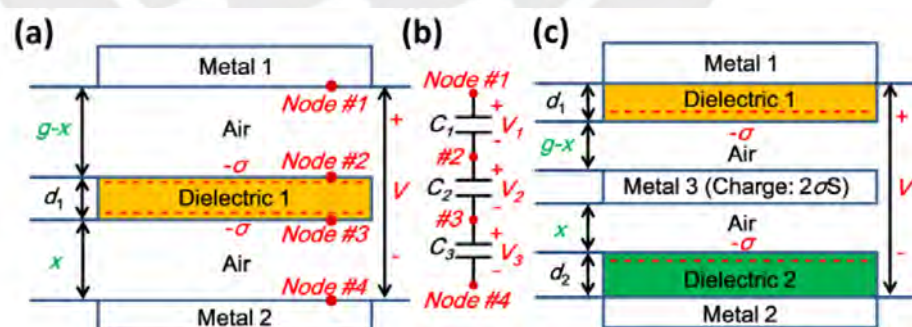 (a)
Metal 1
Node #1
g-x
Air
-σ
Node #2
d₁
Dielectric 1
-σ
Node #3
x
Air
Node #4
Metal 2
+
V
-
(b)
Node #1
C₁
+
V₁
-
#2
C₂
+
V₂
-
#3
C₃
+
V₃
-
Node #4
(c)
Metal 1
d₁
Dielectric 1
-σ
g-x
Air
Metal 3 (Charge: 2σS)
x
Air
-σ
d₂
Dielectric 2
Metal 2
+
V
-